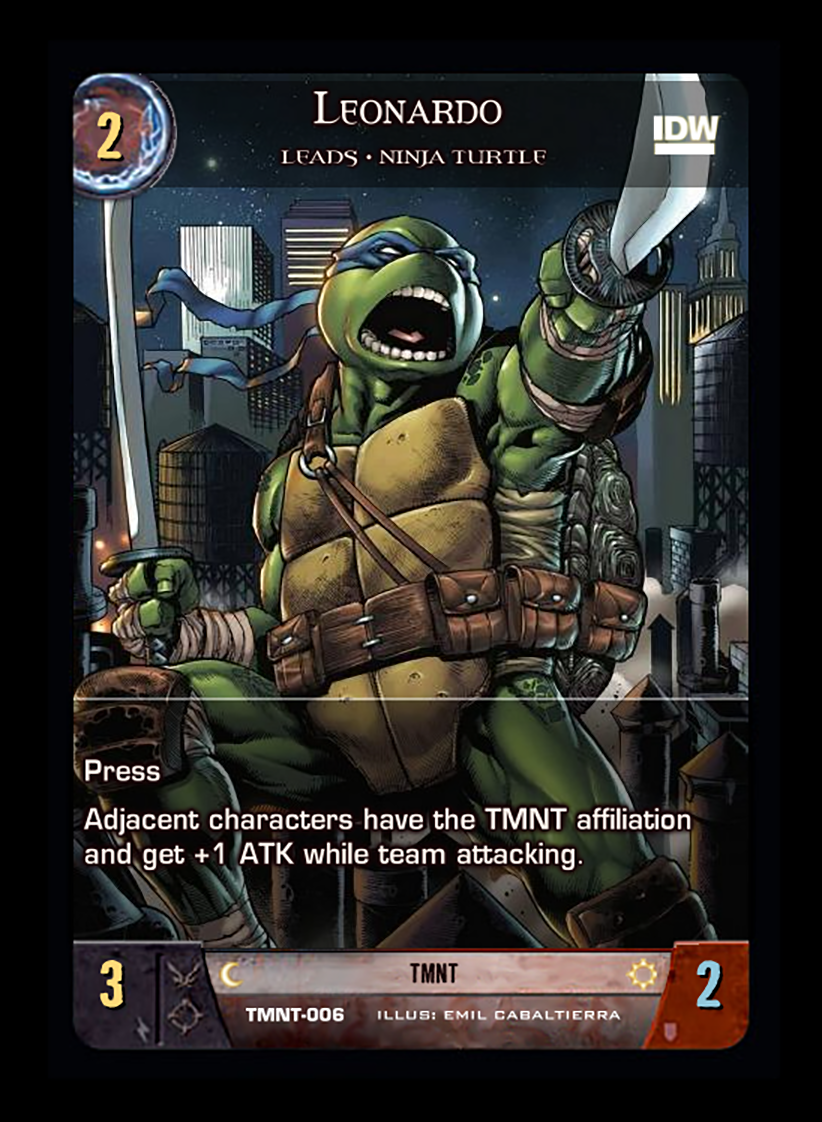 2
Leonardo
Leads • Ninja Turtle
IDW
Press
Adjacent characters have the TMNT affiliation
and get +1 ATK while team attacking.
3
TMNT
2
TMNT-006 ILLUS: EMIL CABALTIERRA